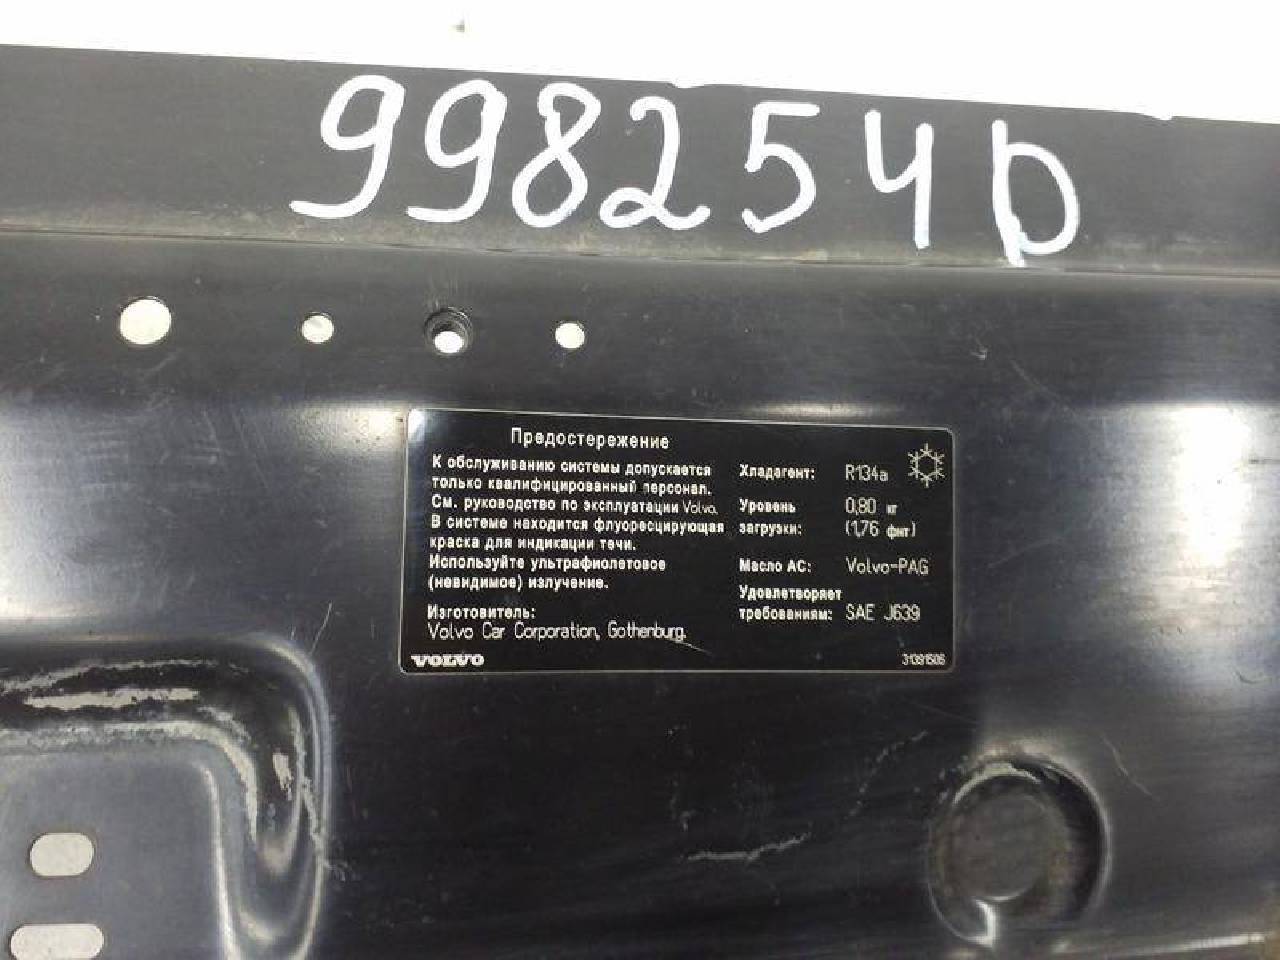 998254D
Предостережение
К обслуживанию системы допускается
только квалифицированный персонал.
См. руководство по эксплуатации Volvo.
В системе находится флуоресцирующая
краска для индикации течи.
Используйте ультрафиолетовое
(невидимое) излучение.
Изготовитель:
Volvo Car Corporation, Gothenburg.
VOLVO
Хладагент: R134a
Уровень 0,80 кг
загрузки: (1,76 фнт)
Масло АС: Volvo-PAG
Удовлетворяет
требованиям: SAE J639
31391506